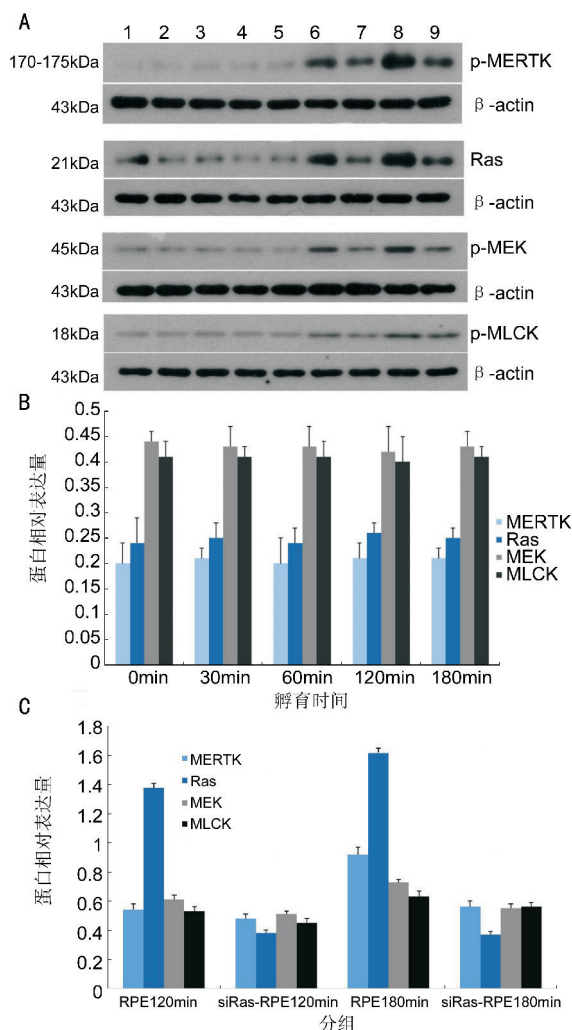 A
1 2 3 4 5 6 7 8 9
170-175kDa p-MERTK
43kDa β-actin
21kDa Ras
43kDa β-actin
45kDa p-MEK
43kDa β-actin
18kDa p-MLCK
43kDa β-actin
B
蛋白相对表达量
0.5
0.45
0.4
0.35
0.3
0.25
0.2
0.15
0.1
0.05
0
0min 30min 60min 120min 180min
孵育时间
MERTK
Ras
MEK
MLCK
C
蛋白相对表达量
1.8
1.6
1.4
1.2
1
0.8
0.6
0.4
0.2
0
MERTK
Ras
MEK
MLCK
RPE120min siRas-RPE120min RPE180min siRas-RPE180min
分组